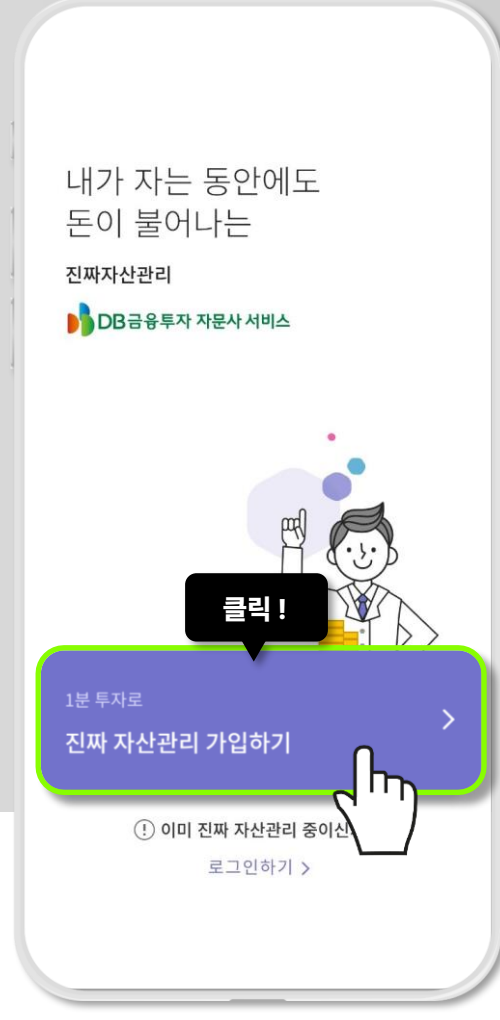 내가 자는 동안에도
돈이 불어나는
진짜자산관리
DB금융투자 자문사 서비스
클릭 !
1분 투자로
진짜 자산관리 가입하기
! 이미 진짜 자산관리
로그인하기 >